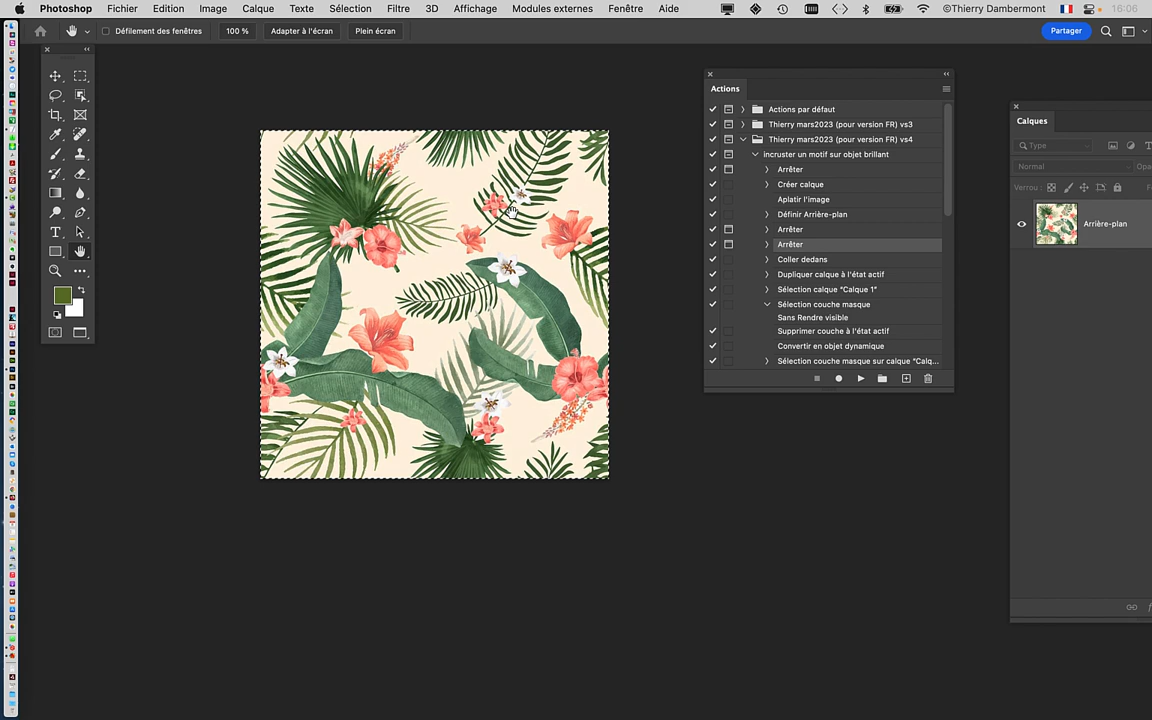 Photoshop Fichier Edition Image Calque Texte Sélection Filtre 3D Affichage Modules externes Fenêtre Aide ©Thierry Dambermont 16:06
Défilement des fenêtres 100 % Adapter à l'écran Plein écran Partager
Actions
Actions par défaut
Thierry mars2023 (pour version FR) vs3
Thierry mars2023 (pour version FR) vs4
incruster un motif sur objet brillant
Arrêter
Créer calque
Aplatir l'image
Définir Arrière-plan
Arrêter
Arrêter
Coller dedans
Dupliquer calque à l'état actif
Sélection calque "Calque 1"
Sélection couche masque
Sans Rendre visible
Supprimer couche à l'état actif
Convertir en objet dynamique
Sélection couche masque sur calque "Calq...
Calques
Type
Normal Opa
Verrou : Fo
Arrière-plan